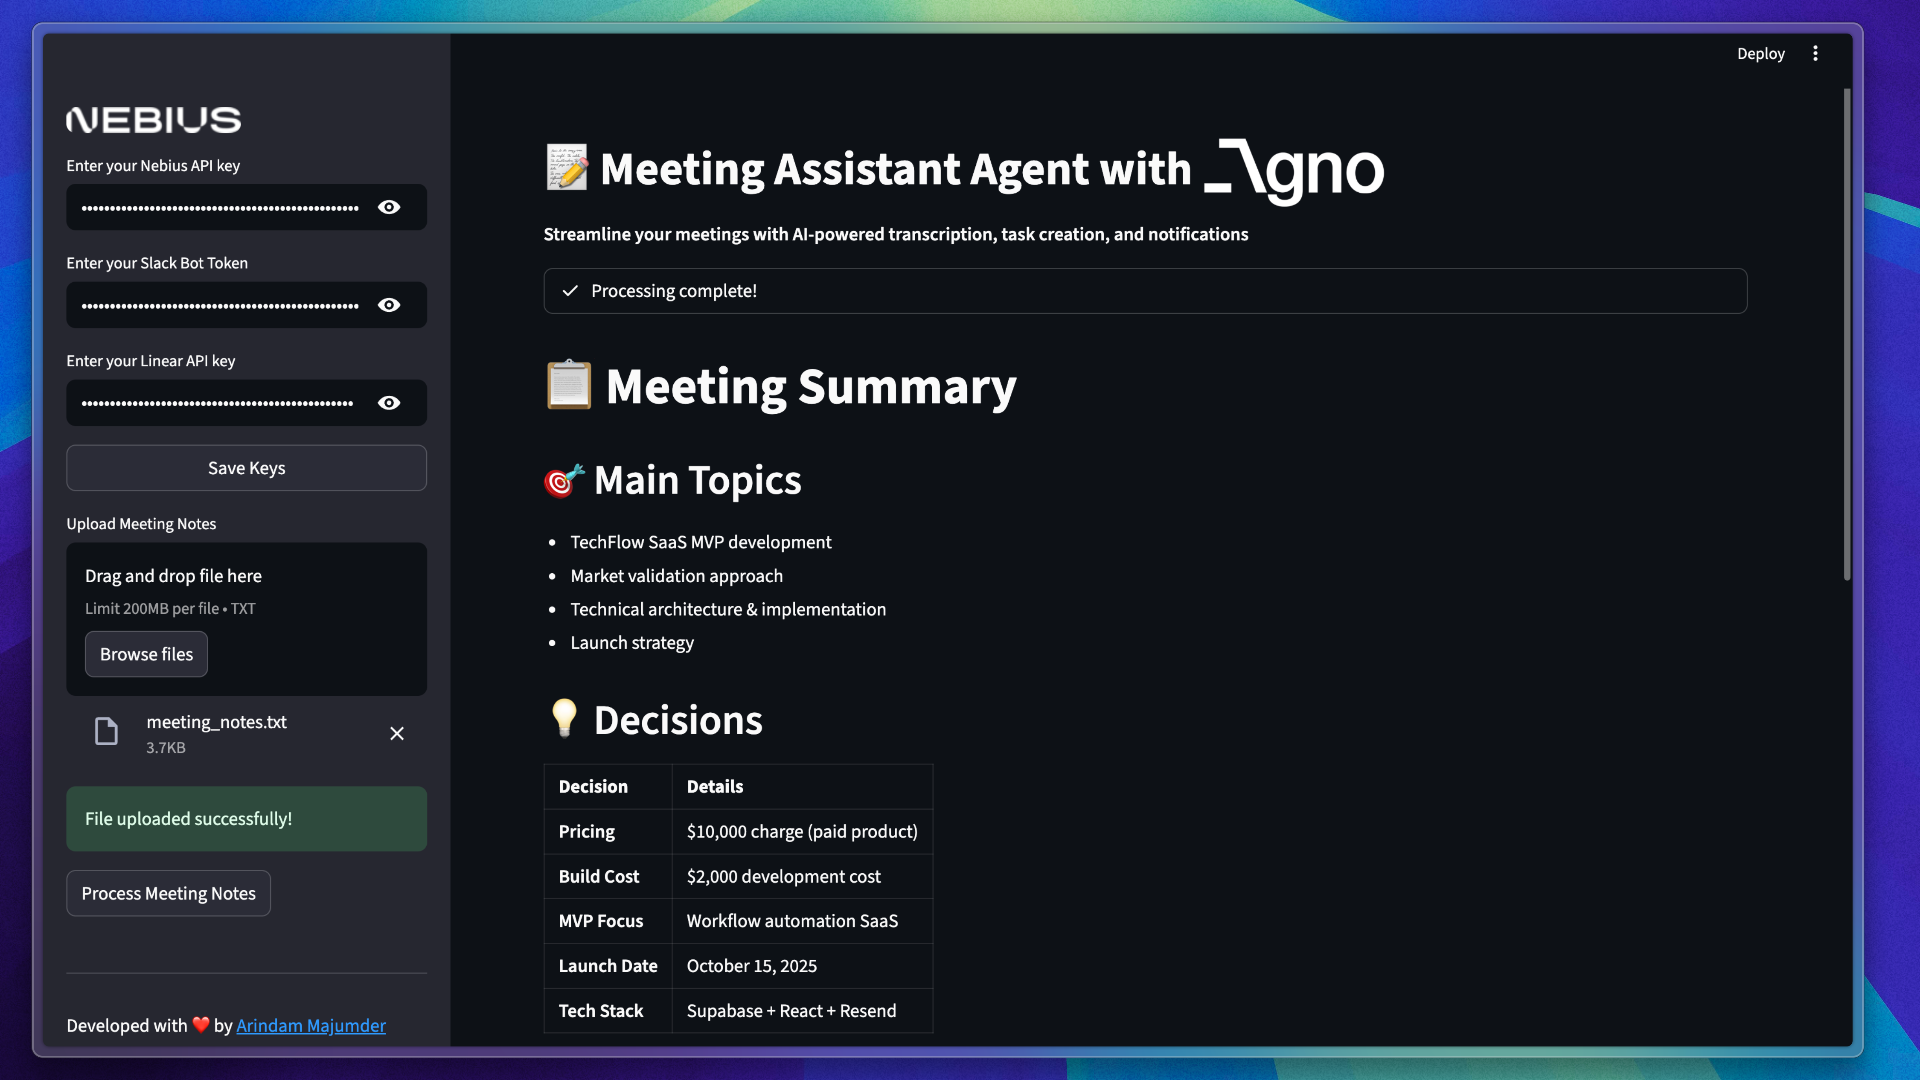 Deploy
NEBIUS
Enter your Nebius API key
Enter your Slack Bot Token
Enter your Linear API key
Save Keys
Upload Meeting Notes
Drag and drop file here
Limit 200MB per file • TXT
Browse files
meeting_notes.txt
3.7KB
File uploaded successfully!
Process Meeting Notes
Developed with ❤️ by Arindam Majumder
📝 Meeting Assistant Agent with Agno
Streamline your meetings with AI-powered transcription, task creation, and notifications
Processing complete!
📋 Meeting Summary
🎯 Main Topics
• TechFlow SaaS MVP development
• Market validation approach
• Technical architecture & implementation
• Launch strategy
💡 Decisions
Decision Details
Pricing $10,000 charge (paid product)
Build Cost $2,000 development cost
MVP Focus Workflow automation SaaS
Launch Date October 15, 2025
Tech Stack Supabase + React + Resend